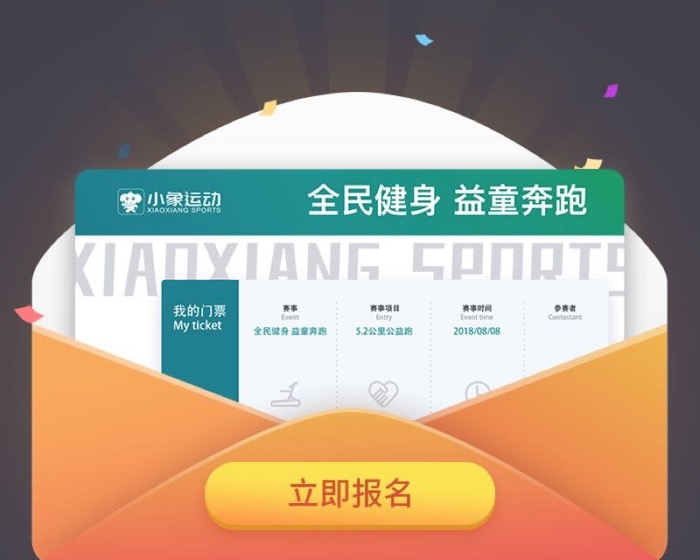 小象运动
XIAOXIANG SPORTS
全民健身 益童奔跑
XIAOXIANG SPORTS
我的门票
My ticket
赛事
Event
全民健身 益童奔跑
赛事项目
Entry
5.2公里公益跑
赛事时间
Event time
2018/08/08
参赛者
Contestant
立即报名